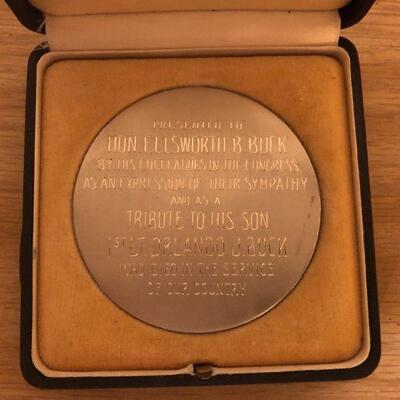 PRESENTED TO
HON. ELLSWORTH B. BUCK
BY HIS COLLEAGUES IN THE CONGRESS
AS AN EXPRESSION OF THEIR SYMPATHY
AND AS A
TRIBUTE TO HIS SON
1ST LT. ORLANDO J. BUCK
WHO DIED IN THE SERVICE
OF OUR COUNTRY